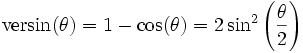 versin(θ) = 1 − cos(θ) = 2 sin²(θ/2)